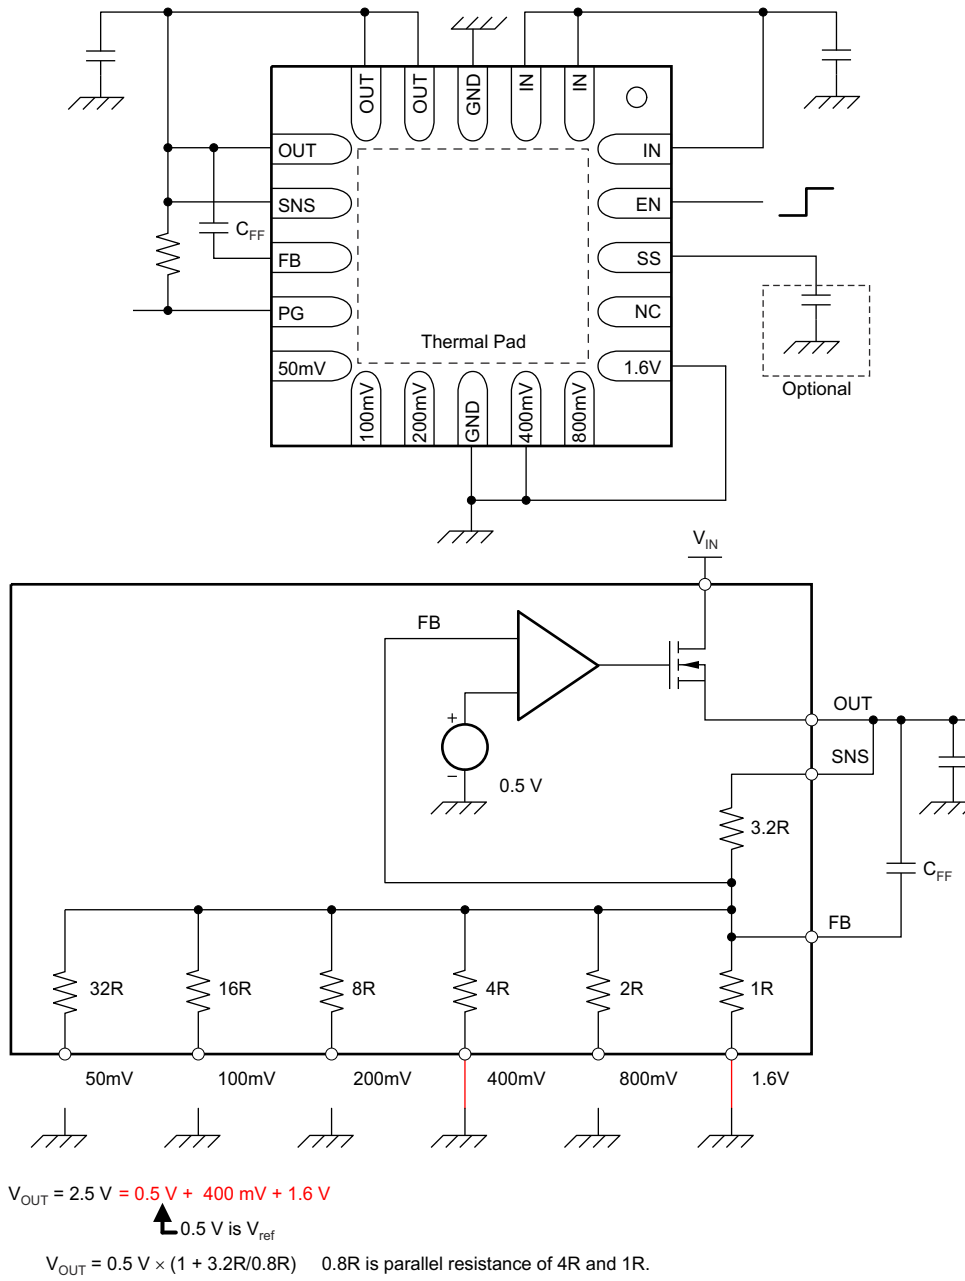 OUT OUT GND IN IN
OUT IN
SNS EN
C_FF
FB SS
PG NC
Thermal Pad
50mV 1.6V
100mV 200mV GND 400mV 800mV
Optional
V_IN
FB
OUT
+
SNS
−
0.5 V
3.2R
C_FF
FB
32R 16R 8R 4R 2R 1R
50mV 100mV 200mV 400mV 800mV 1.6V
V_OUT = 2.5 V = 0.5 V + 400 mV + 1.6 V
0.5 V is V_ref
V_OUT = 0.5 V × (1 + 3.2R/0.8R) 0.8R is parallel resistance of 4R and 1R.